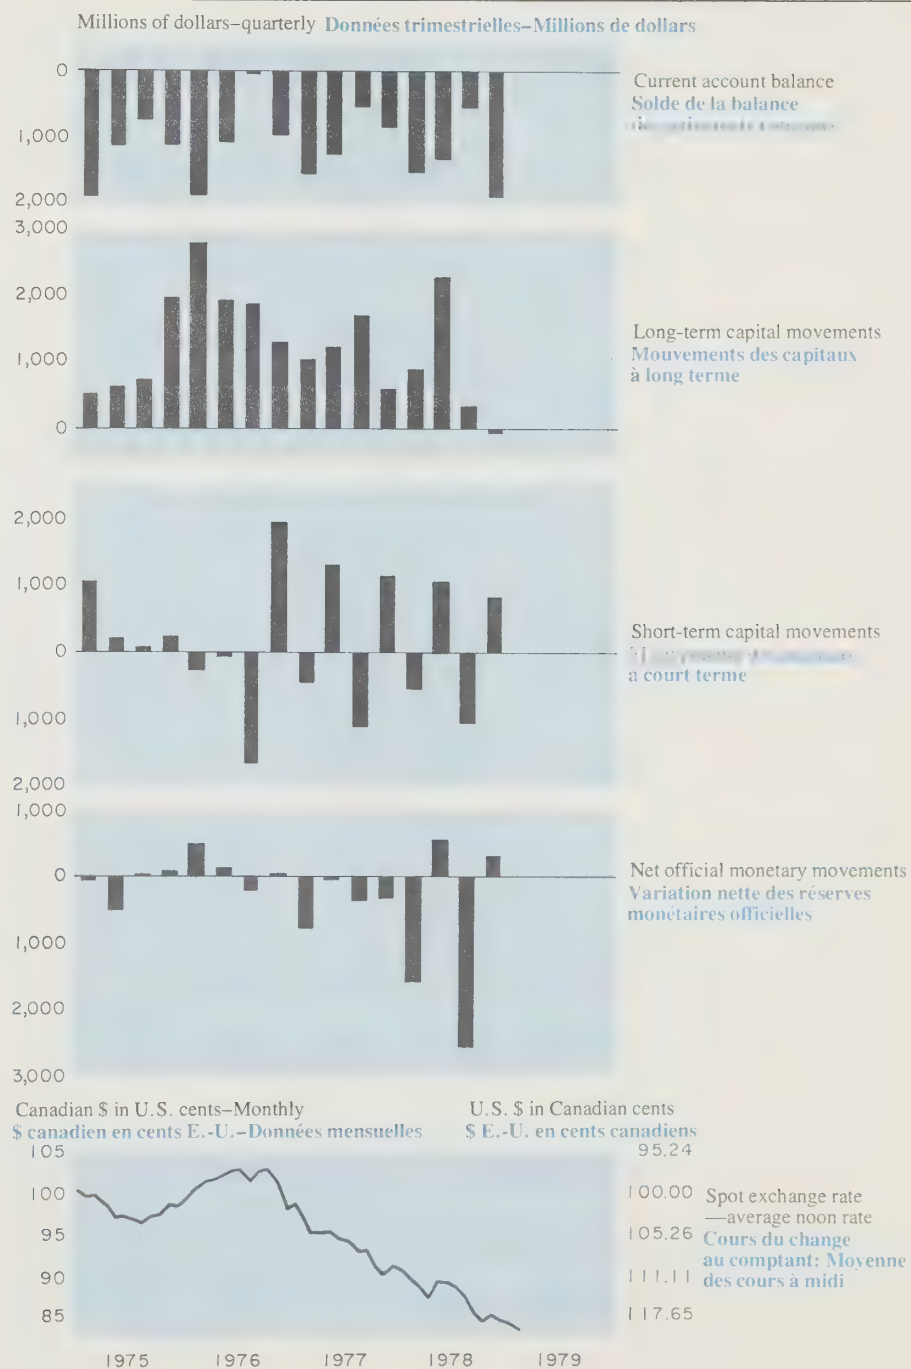 Millions of dollars–quarterly Données trimestrielles–Millions de dollars
0
1,000
2,000
Current account balance
Solde de la balance
3,000
2,000
1,000
0
Long-term capital movements
Mouvements des capitaux
à long terme
2,000
1,000
0
1,000
2,000
Short-term capital movements
a court terme
1,000
0
1,000
2,000
3,000
Net official monetary movements
Variation nette des réserves
monétaires officielles
Canadian $ in U.S. cents–Monthly
$ canadien en cents E.-U.–Données mensuelles
U.S. $ in Canadian cents
$ E.-U. en cents canadiens
105
100
95
90
85
95.24
100.00
105.26
111.11
117.65
Spot exchange rate
—average noon rate
Cours du change
au comptant: Moyenne
des cours à midi
1975 1976 1977 1978 1979